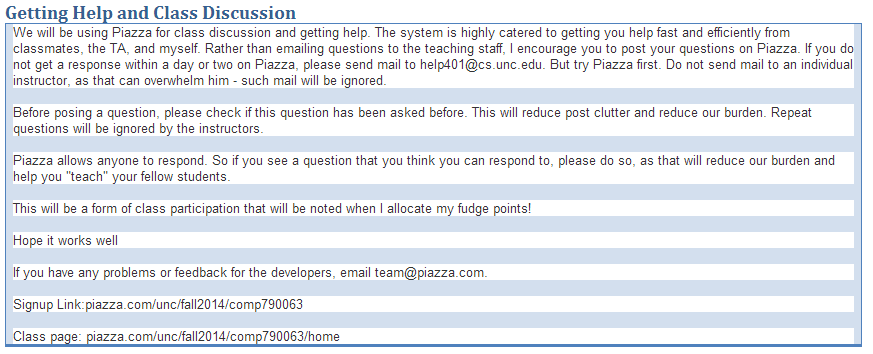 Getting Help and Class Discussion
We will be using Piazza for class discussion and getting help. The system is highly catered to getting you help fast and efficiently from
classmates, the TA, and myself. Rather than emailing questions to the teaching staff, I encourage you to post your questions on Piazza. If you do
not get a response within a day or two on Piazza, please send mail to help401@cs.unc.edu. But try Piazza first. Do not send mail to an individual
instructor, as that can overwhelm him - such mail will be ignored.
Before posing a question, please check if this question has been asked before. This will reduce post clutter and reduce our burden. Repeat
questions will be ignored by the instructors.
Piazza allows anyone to respond. So if you see a question that you think you can respond to, please do so, as that will reduce our burden and
help you "teach" your fellow students.
This will be a form of class participation that will be noted when I allocate my fudge points!
Hope it works well
If you have any problems or feedback for the developers, email team@piazza.com.
Signup Link:piazza.com/unc/fall2014/comp790063
Class page: piazza.com/unc/fall2014/comp790063/home